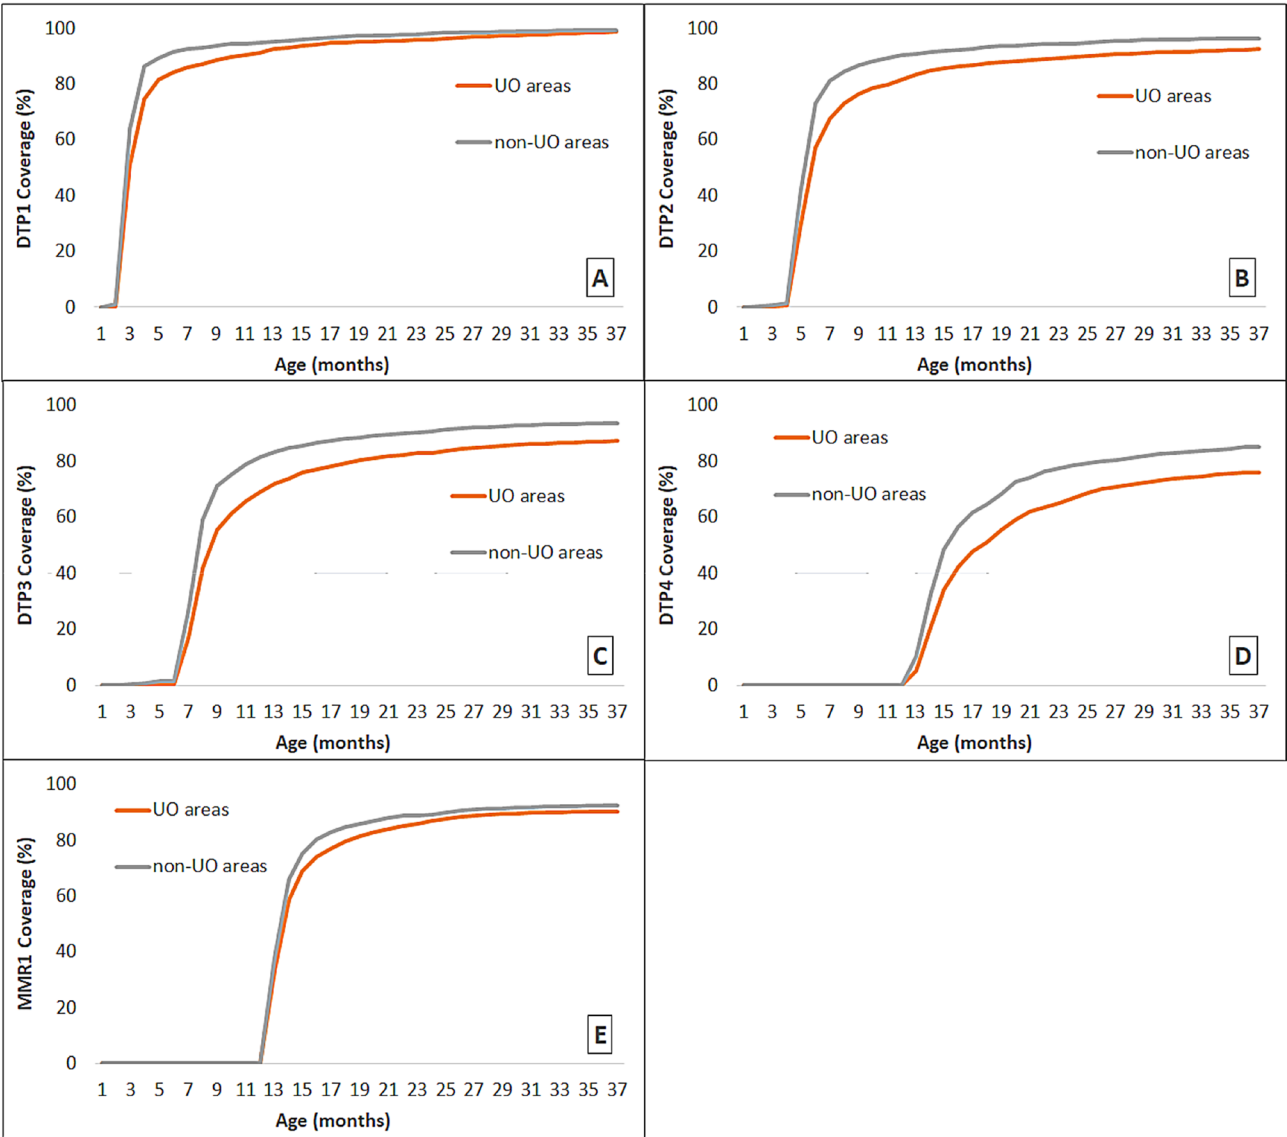 100
80
60
40
20
0
DTP1 Coverage (%)
UO areas
non-UO areas
A
1 3 5 7 9 11 13 15 17 19 21 23 25 27 29 31 33 35 37
Age (months)
100
80
60
40
20
0
DTP2 Coverage (%)
UO areas
non-UO areas
B
1 3 5 7 9 11 13 15 17 19 21 23 25 27 29 31 33 35 37
Age (months)
100
80
60
40
20
0
DTP3 Coverage (%)
UO areas
non-UO areas
C
1 3 5 7 9 11 13 15 17 19 21 23 25 27 29 31 33 35 37
Age (months)
100
80
60
40
20
0
DTP4 Coverage (%)
UO areas
non-UO areas
D
1 3 5 7 9 11 13 15 17 19 21 23 25 27 29 31 33 35 37
Age (months)
100
80
60
40
20
0
MMR1 Coverage (%)
UO areas
non-UO areas
E
1 3 5 7 9 11 13 15 17 19 21 23 25 27 29 31 33 35 37
Age (months)